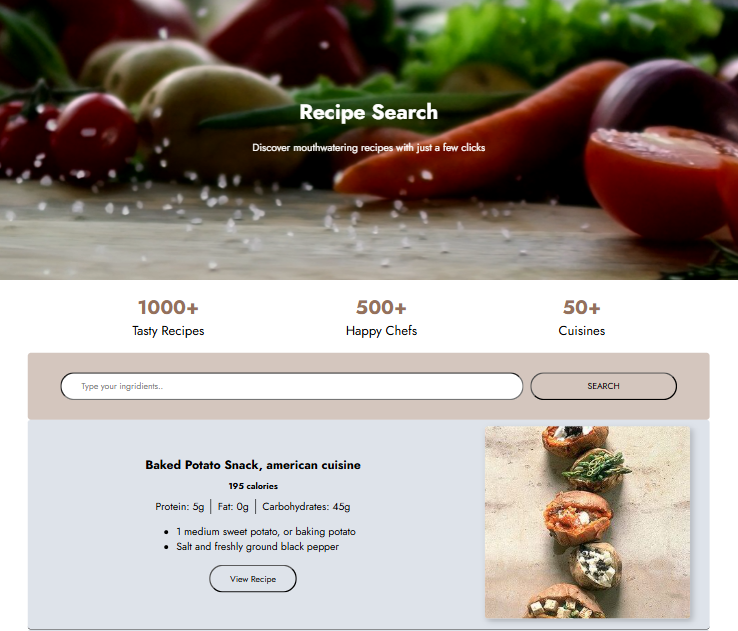 Recipe Search
Discover mouthwatering recipes with just a few clicks
1000+ 500+ 50+
Tasty Recipes Happy Chefs Cuisines
Type your ingridients.. SEARCH
Baked Potato Snack, american cuisine
195 calories
Protein: 5g Fat: 0g Carbohydrates: 45g
• 1 medium sweet potato, or baking potato
• Salt and freshly ground black pepper
View Recipe